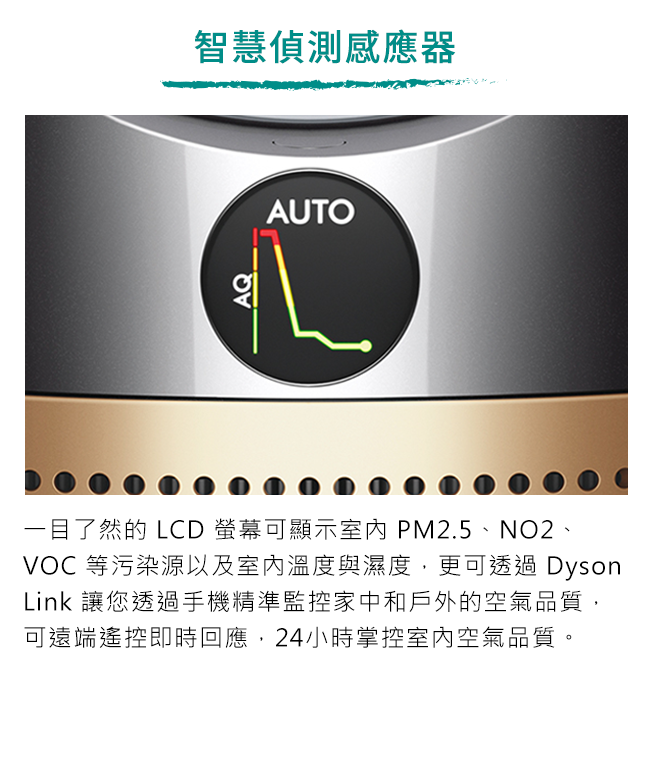 智慧偵測感應器
AUTO
AQ
一目了然的 LCD 螢幕可顯示室內 PM2.5、NO2、
VOC 等污染源以及室內溫度與濕度，更可透過 Dyson
Link 讓您透過手機精準監控家中和戶外的空氣品質，
可遠端遙控即時回應，24小時掌控室內空氣品質。